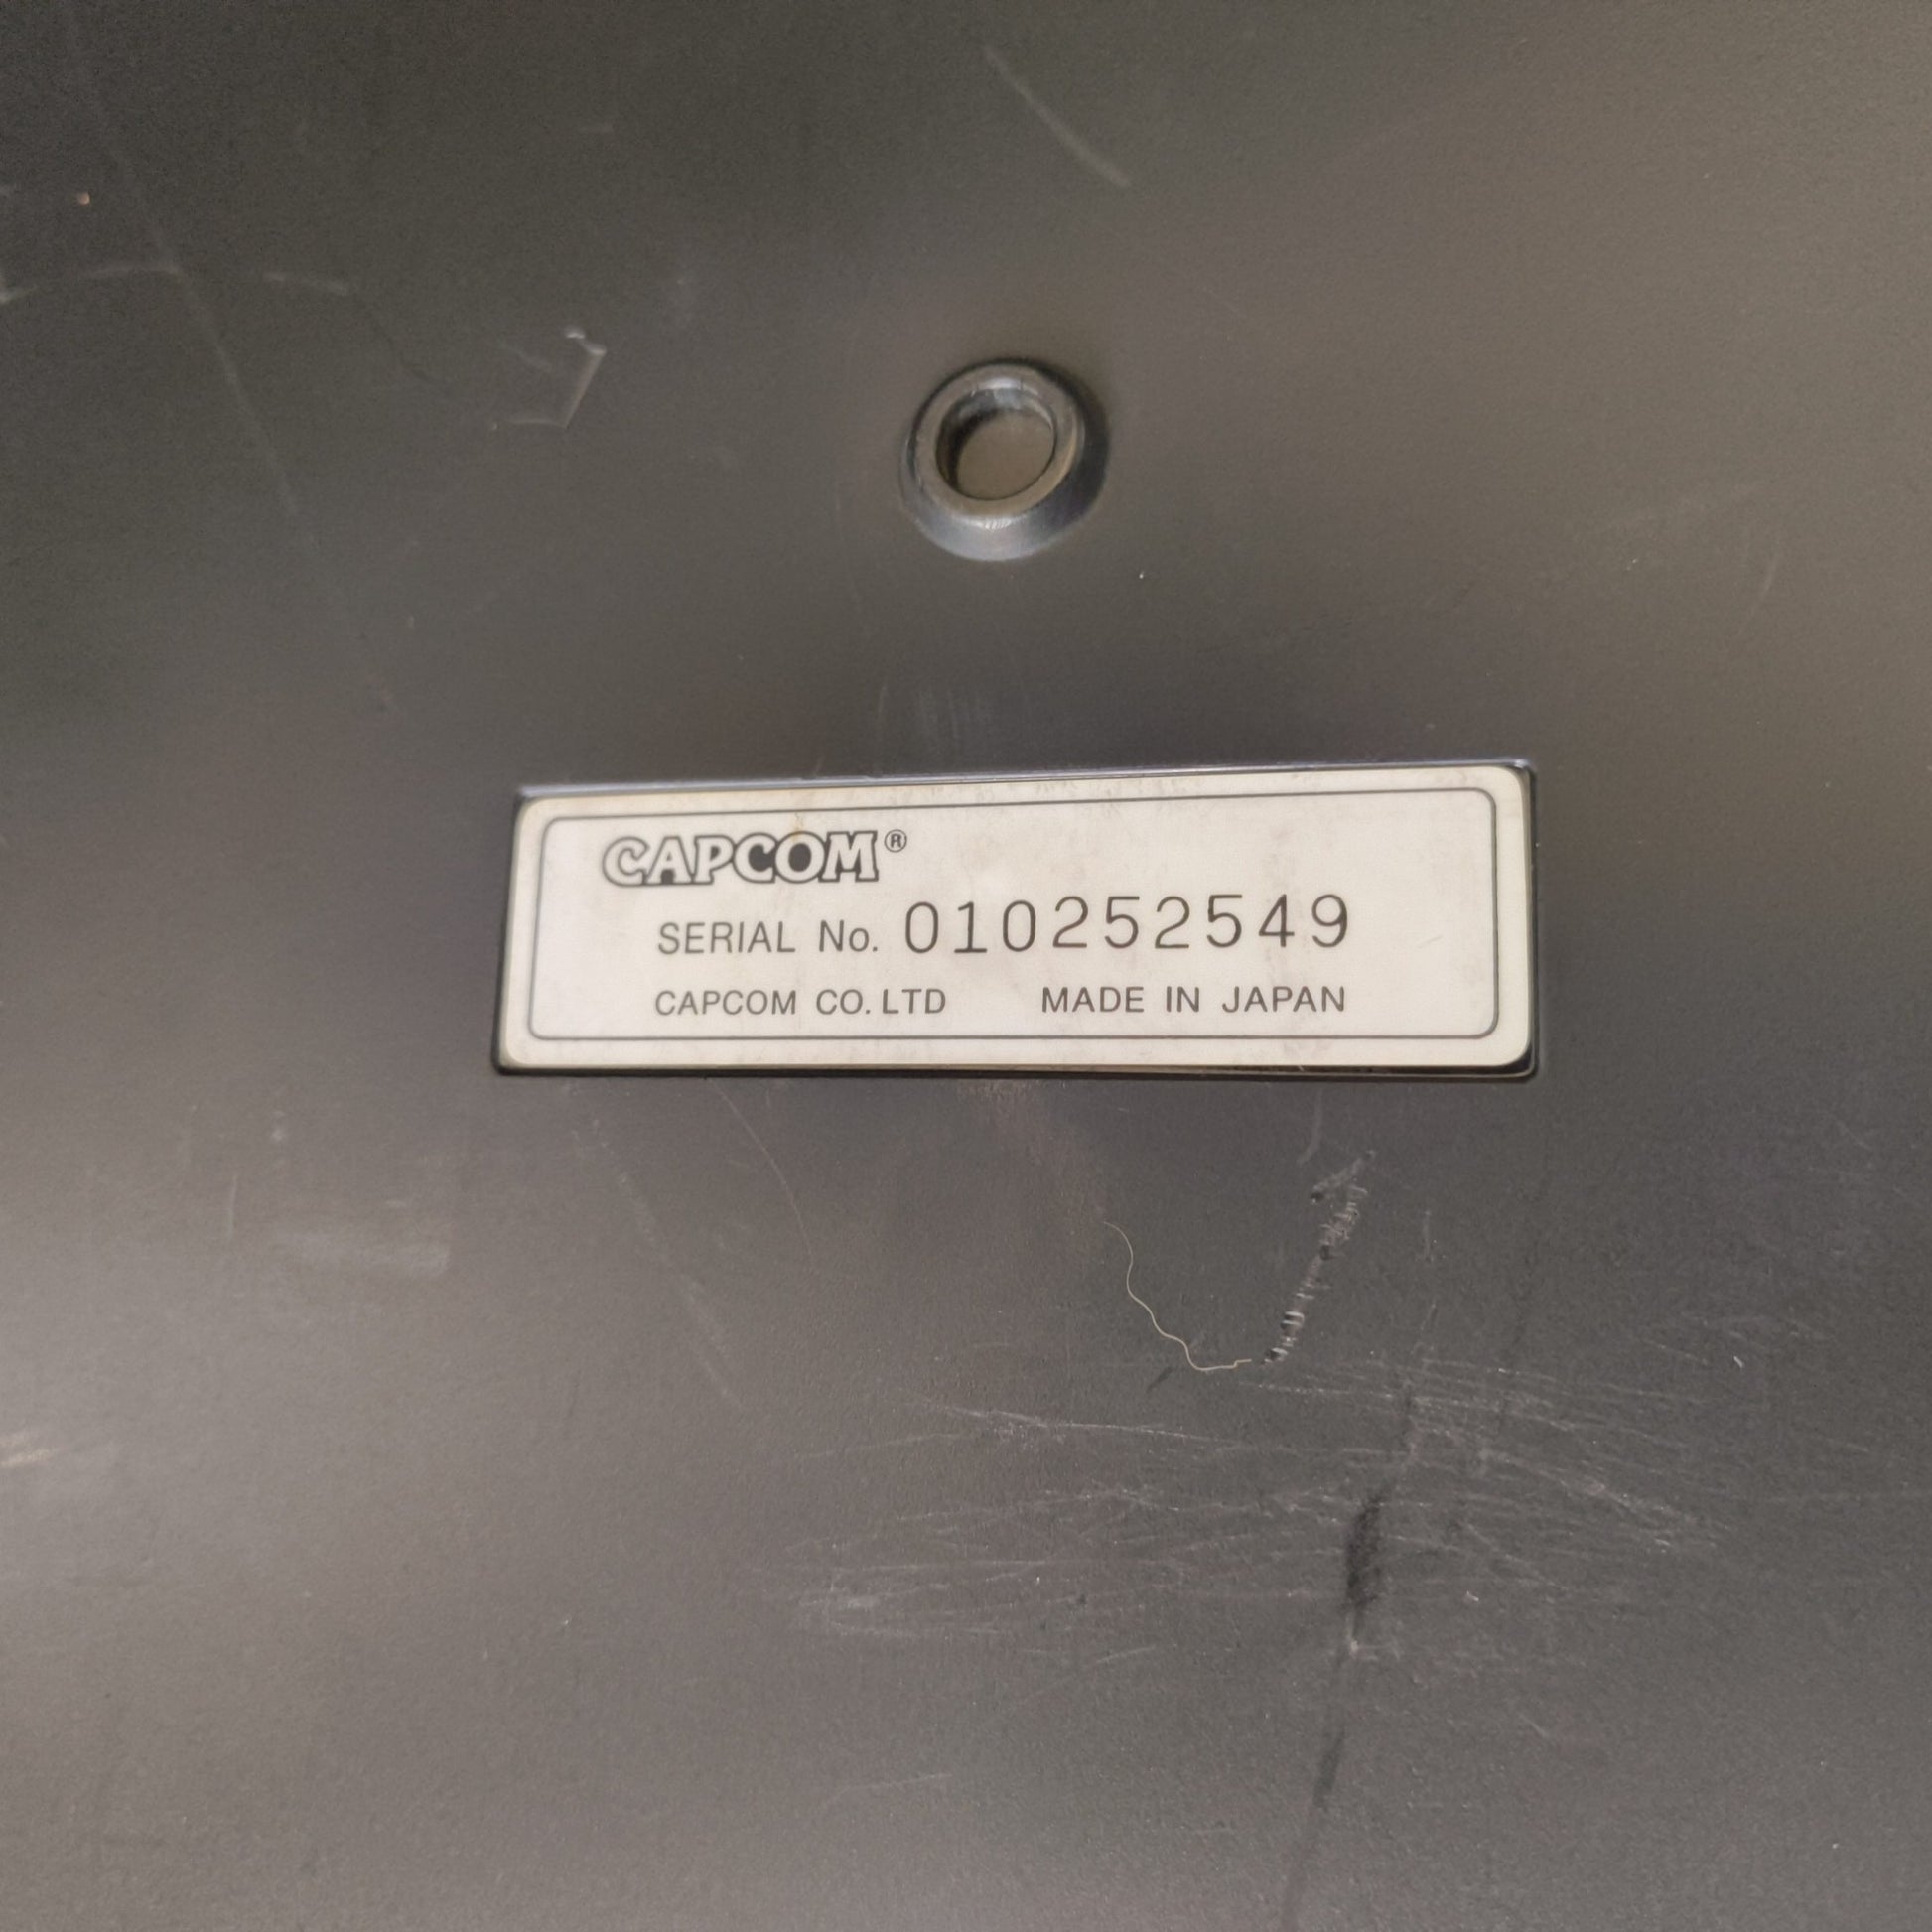 CAPCOM®
SERIAL No. 010252549
CAPCOM CO. LTD MADE IN JAPAN